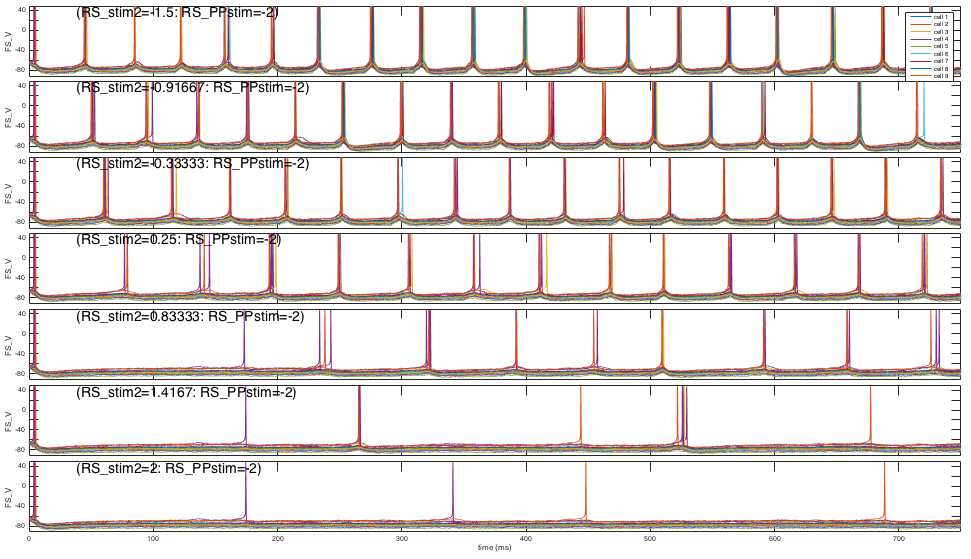 (RS_stim2=-1.5: RS_PPstim=-2)
40
0
-40
-80
FS_V
cell 1
cell 2
cell 3
cell 4
cell 5
cell 6
cell 7
cell 8
cell 9
(RS_stim2=-0.91667: RS_PPstim=-2)
40
0
-40
-80
FS_V
(RS_stim2=-0.33333: RS_PPstim=-2)
40
0
-40
-80
FS_V
(RS_stim2=0.25: RS_PPstim=-2)
40
0
-40
-80
FS_V
(RS_stim2=0.83333: RS_PPstim=-2)
40
0
-40
-80
FS_V
(RS_stim2=1.4167: RS_PPstim=-2)
40
0
-40
-80
FS_V
(RS_stim2=2: RS_PPstim=-2)
40
0
-40
-80
FS_V
0 100 200 300 400 500 600 700
time (ms)